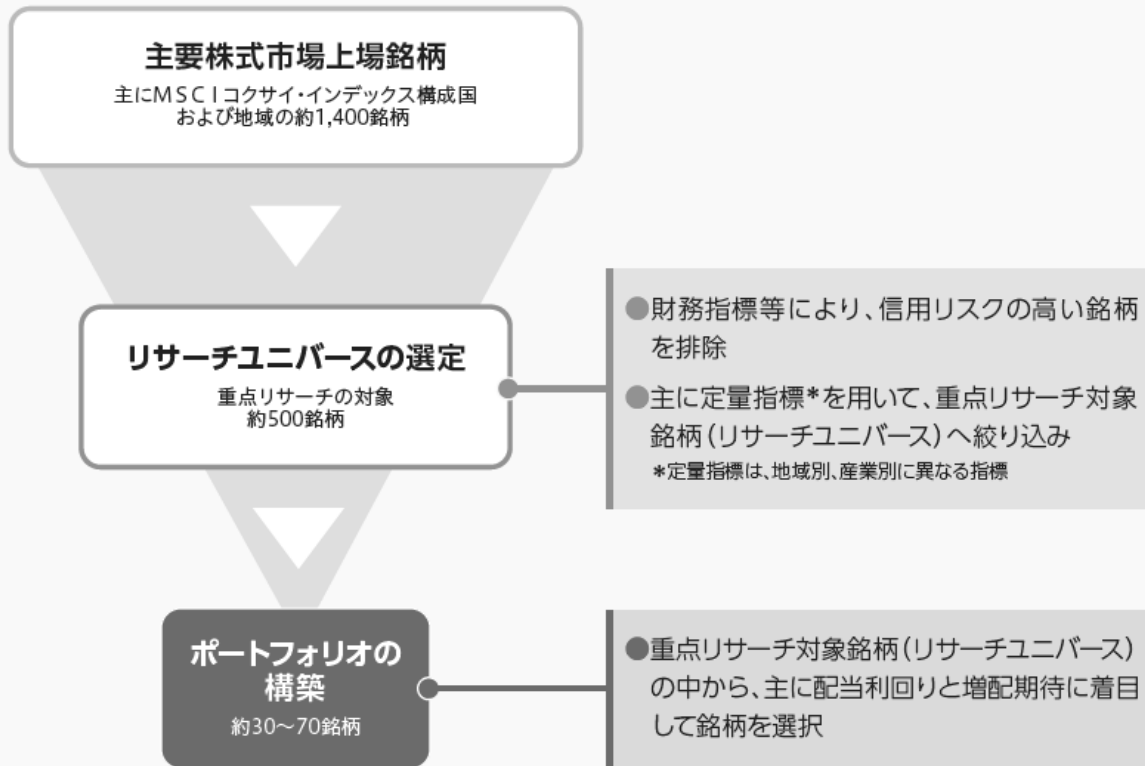 主要株式市場上場銘柄
主にMSCIコクサイ・インデックス構成国
および地域の約1,400銘柄
リサーチユニバースの選定
重点リサーチの対象
約500銘柄
●財務指標等により、信用リスクの高い銘柄
を排除
●主に定量指標*を用いて、重点リサーチ対象
銘柄(リサーチユニバース)へ絞り込み
*定量指標は、地域別、産業別に異なる指標
ポートフォリオの
構築
約30～70銘柄
●重点リサーチ対象銘柄(リサーチユニバース)
の中から、主に配当利回りと増配期待に着目
して銘柄を選択